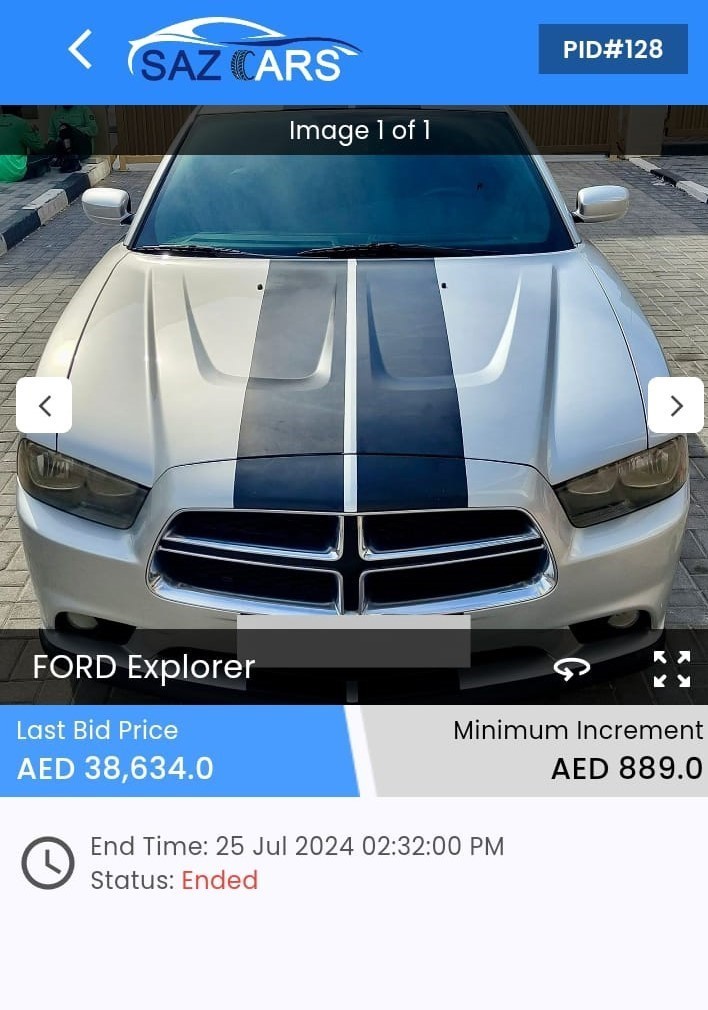 SAZ CARS
PID#128
Image 1 of 1
FORD Explorer
Last Bid Price
AED 38,634.0
Minimum Increment
AED 889.0
End Time: 25 Jul 2024 02:32:00 PM
Status: Ended